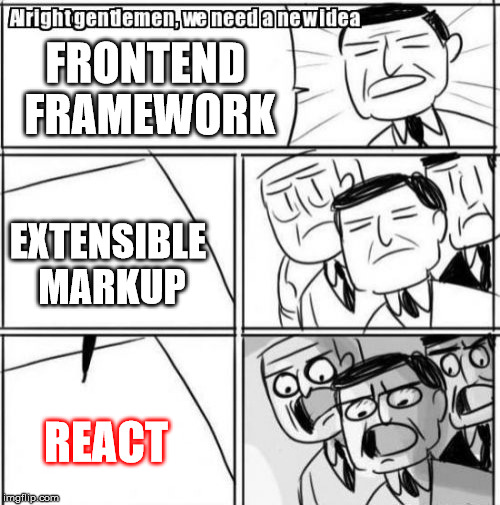 Alright gentlemen, we need a new idea
FRONTEND
FRAMEWORK
EXTENSIBLE
MARKUP
REACT
imgflip.com